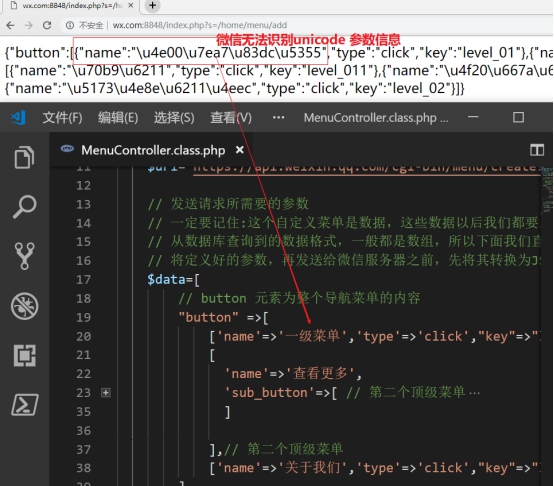 wx.com:8848/index.php?s=/h
不安全 | wx.com:8848/index.php?s=/home/menu/add
微信无法识别unicode 参数信息
{"button":[{"name":"\u4e00\u7ea7\u83dc\u5355","type":"click","key":"level_01"},{"na
[{"name":"\u70b9\u6211","type":"click","key":"level_011"},{"name":"\u4f20\u667a\u6
{"name":"\u5173\u4e8e\u6211\u4eec","type":"click","key":"level_02"}]}
文件(F) 编辑(E) 选择(S) 查看(V) ··· MenuController.class.php ...
MenuController.class.php
11 $url= "https://api.weixin.qq.com/cgi-bin/menu/create
12
13 // 发送请求所需要的参数
14 // 一定要记住:这个自定义菜单是数据，这些数据以后我们都要
15 // 从数据库查询到的数据格式，一般都是数组，所以下面我们直
16 // 将定义好的参数，再发送给微信服务器之前，先将其转换为JS
17 $data=[
18 // button 元素为整个导航菜单的内容
19 "button" =>[
20 ['name'=>'一级菜单','type'=>'click',"key"=>"l
21 [
22 'name'=>'查看更多',
23 'sub_button'=>[ // 第二个顶级菜单…
35 ]
36
37 ],// 第二个顶级菜单
38 ['name'=>'关于我们','type'=>'click',"key"=>"l
39 ]